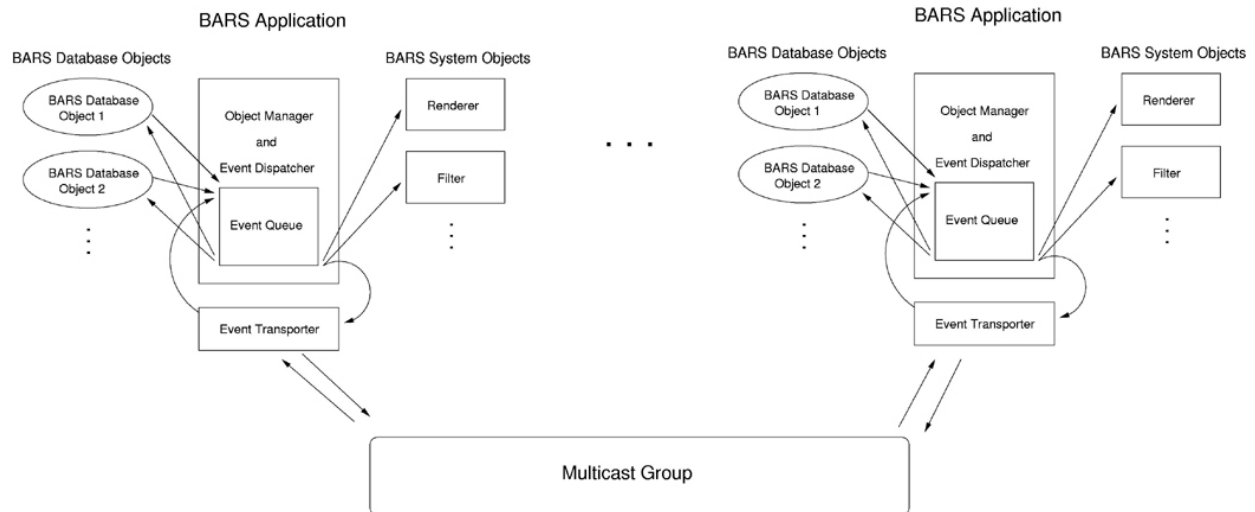 BARS Application
BARS Database Objects
BARS System Objects
BARS Database
Object 1
BARS Database
Object 2
Object Manager
and
Event Dispatcher
Event Queue
Renderer
Filter
Event Transporter
. . .
BARS Application
BARS Database Objects
BARS System Objects
BARS Database
Object 1
BARS Database
Object 2
Object Manager
and
Event Dispatcher
Event Queue
Renderer
Filter
Event Transporter
Multicast Group